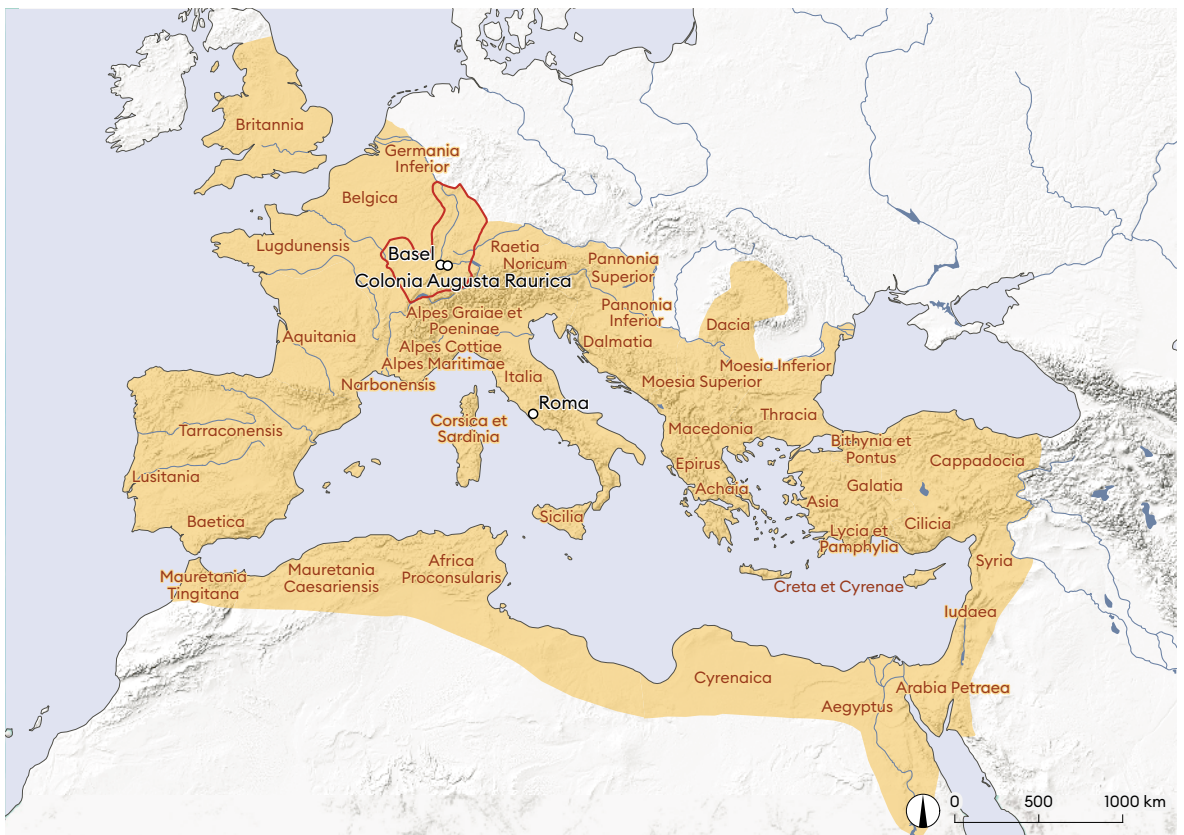 Britannia
Germania
Inferior
Belgica
Lugdunensis
Basel
Colonia Augusta Raurica
Raetia
Noricum
Pannonia
Superior
Pannonia
Inferior
Alpes Graiae et
Poeninae
Alpes Cottiae
Alpes Maritimae
Aquitania
Narbonensis
Italia
Dalmatia
Dacia
Moesia Inferior
Moesia Superior
Corsica et
Sardinia
Roma
Thracia
Macedonia
Tarraconensis
Lusitania
Baetica
Epirus
Achaia
Bithynia et
Pontus
Cappadocia
Galatia
Asia
Cilicia
Lycia et
Pamphylia
Sicilia
Mauretania
Tingitana
Mauretania
Caesariensis
Africa
Proconsularis
Creta et Cyrenae
Syria
Iudaea
Cyrenaica
Arabia Petraea
Aegyptus
0 500 1000 km